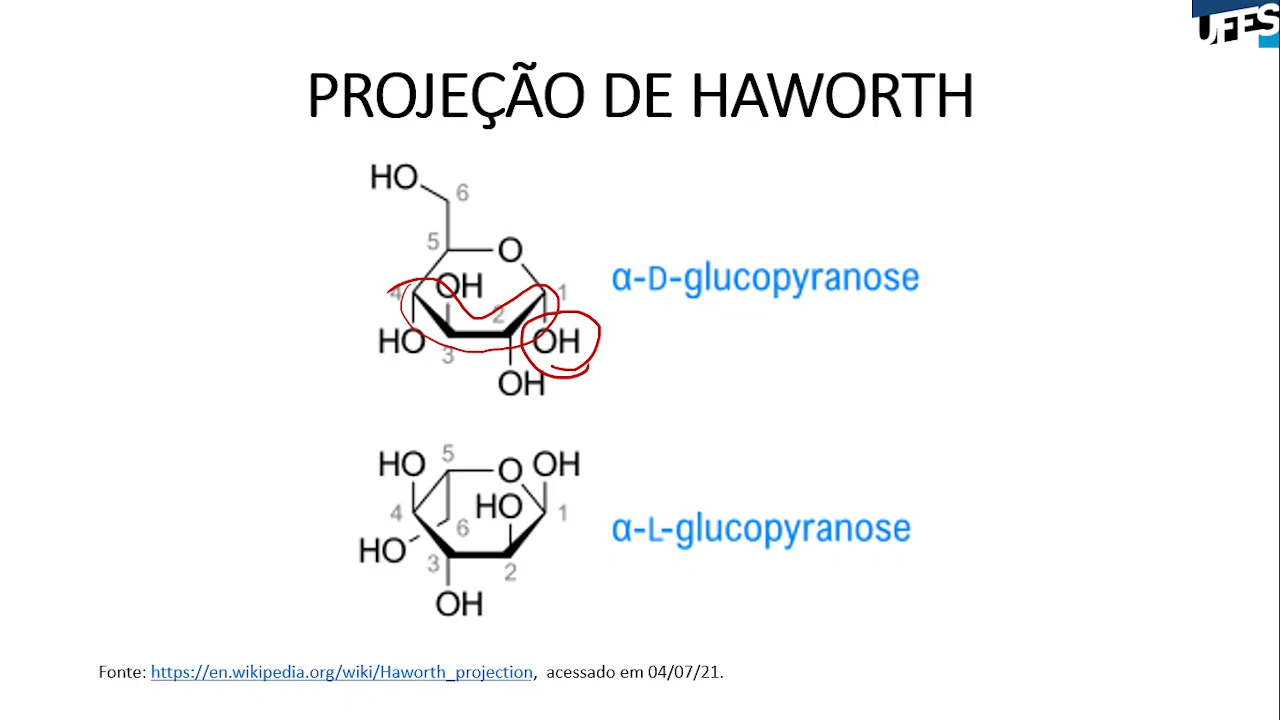 UFES
PROJEÇÃO DE HAWORTH
HO
6
5
O
4
OH
1
α-D-glucopyranose
2
HO
3
OH
OH
HO
5
O
OH
4
HO
1
6
α-L-glucopyranose
HO
3
2
OH
Fonte: https://en.wikipedia.org/wiki/Haworth_projection, acessado em 04/07/21.